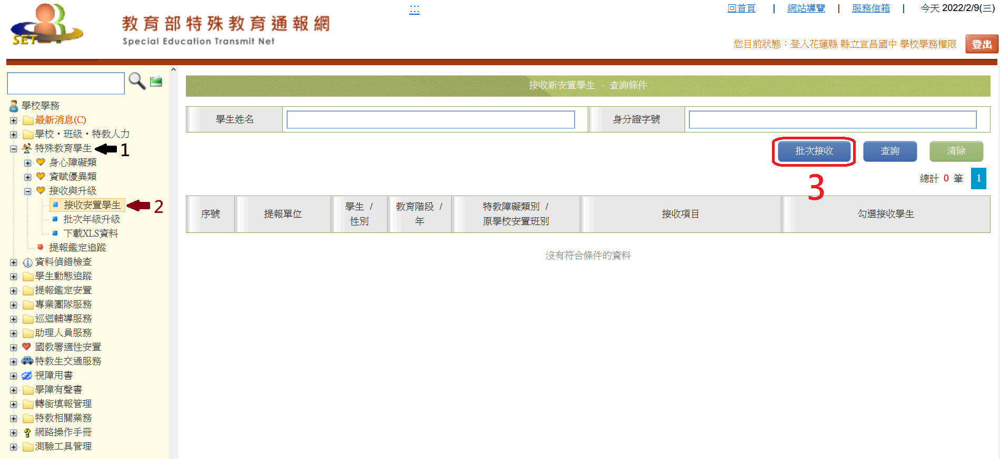 :::
回首頁 | 網站導覽 | 服務信箱 | 今天 2022/2/9(三)
SET
教育部特殊教育通報網
Special Education Transmit Net
您目前狀態：登入花蓮縣 縣立宜昌國中 學校學務權限
登出
學校學務
最新消息(C)
學校・班級・特教人力
特殊教育學生
1
身心障礙類
資賦優異類
接收與升級
接收安置學生
2
批次年級升級
下載XLS資料
提報鑑定追蹤
資料偵錯檢查
學生動態追蹤
提報鑑定安置
專業團隊服務
巡迴輔導服務
助理人員服務
國教署適性安置
特教生交通服務
視障用書
學障有聲書
轉銜填報管理
特教相關業務
網路操作手冊
測驗工具管理
接收新安置學生 - 查詢條件
學生姓名
身分證字號
批次接收
查詢
清除
3
總計 0 筆 1
序號
提報單位
學生 /
性別
教育階段 /
年
特教障礙類別 /
原學校安置班別
接收項目
勾選接收學生
沒有符合條件的資料